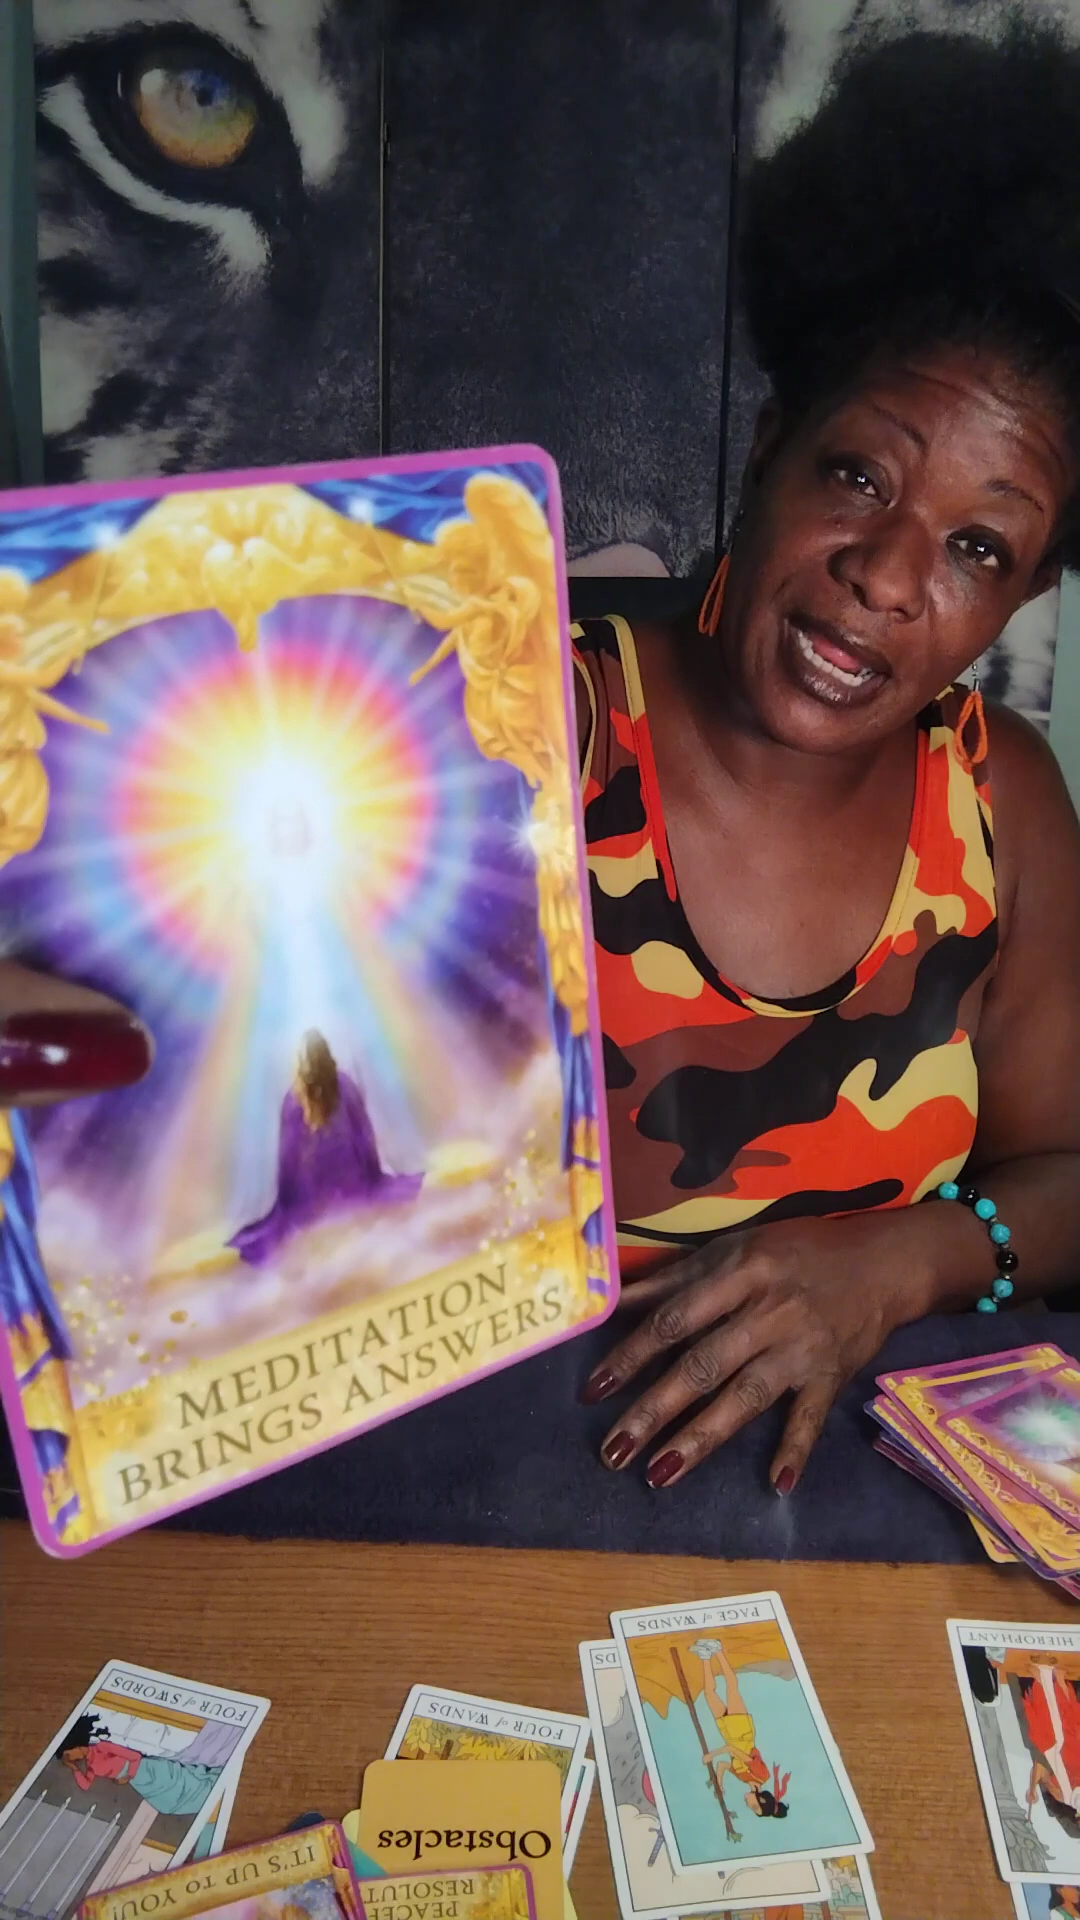 MEDITATION
BRINGS ANSWERS
PAGE of WANDS
DS
HIEROPHANT
FOUR of SWORDS
FOUR of WANDS
Obstacles
IT'S UP TO YOU!
RESOLUT